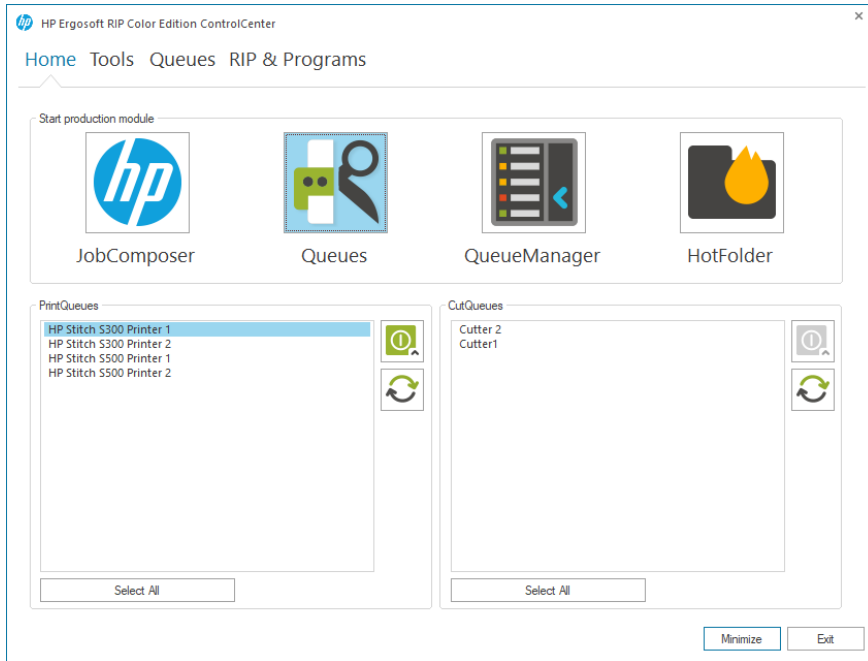 hp HP Ergosoft RIP Color Edition ControlCenter
Home Tools Queues RIP & Programs
Start production module
hp
JobComposer Queues QueueManager HotFolder
PrintQueues
HP Stitch S300 Printer 1
HP Stitch S300 Printer 2
HP Stitch S500 Printer 1
HP Stitch S500 Printer 2
Select All
CutQueues
Cutter 2
Cutter1
Select All
Minimize Exit